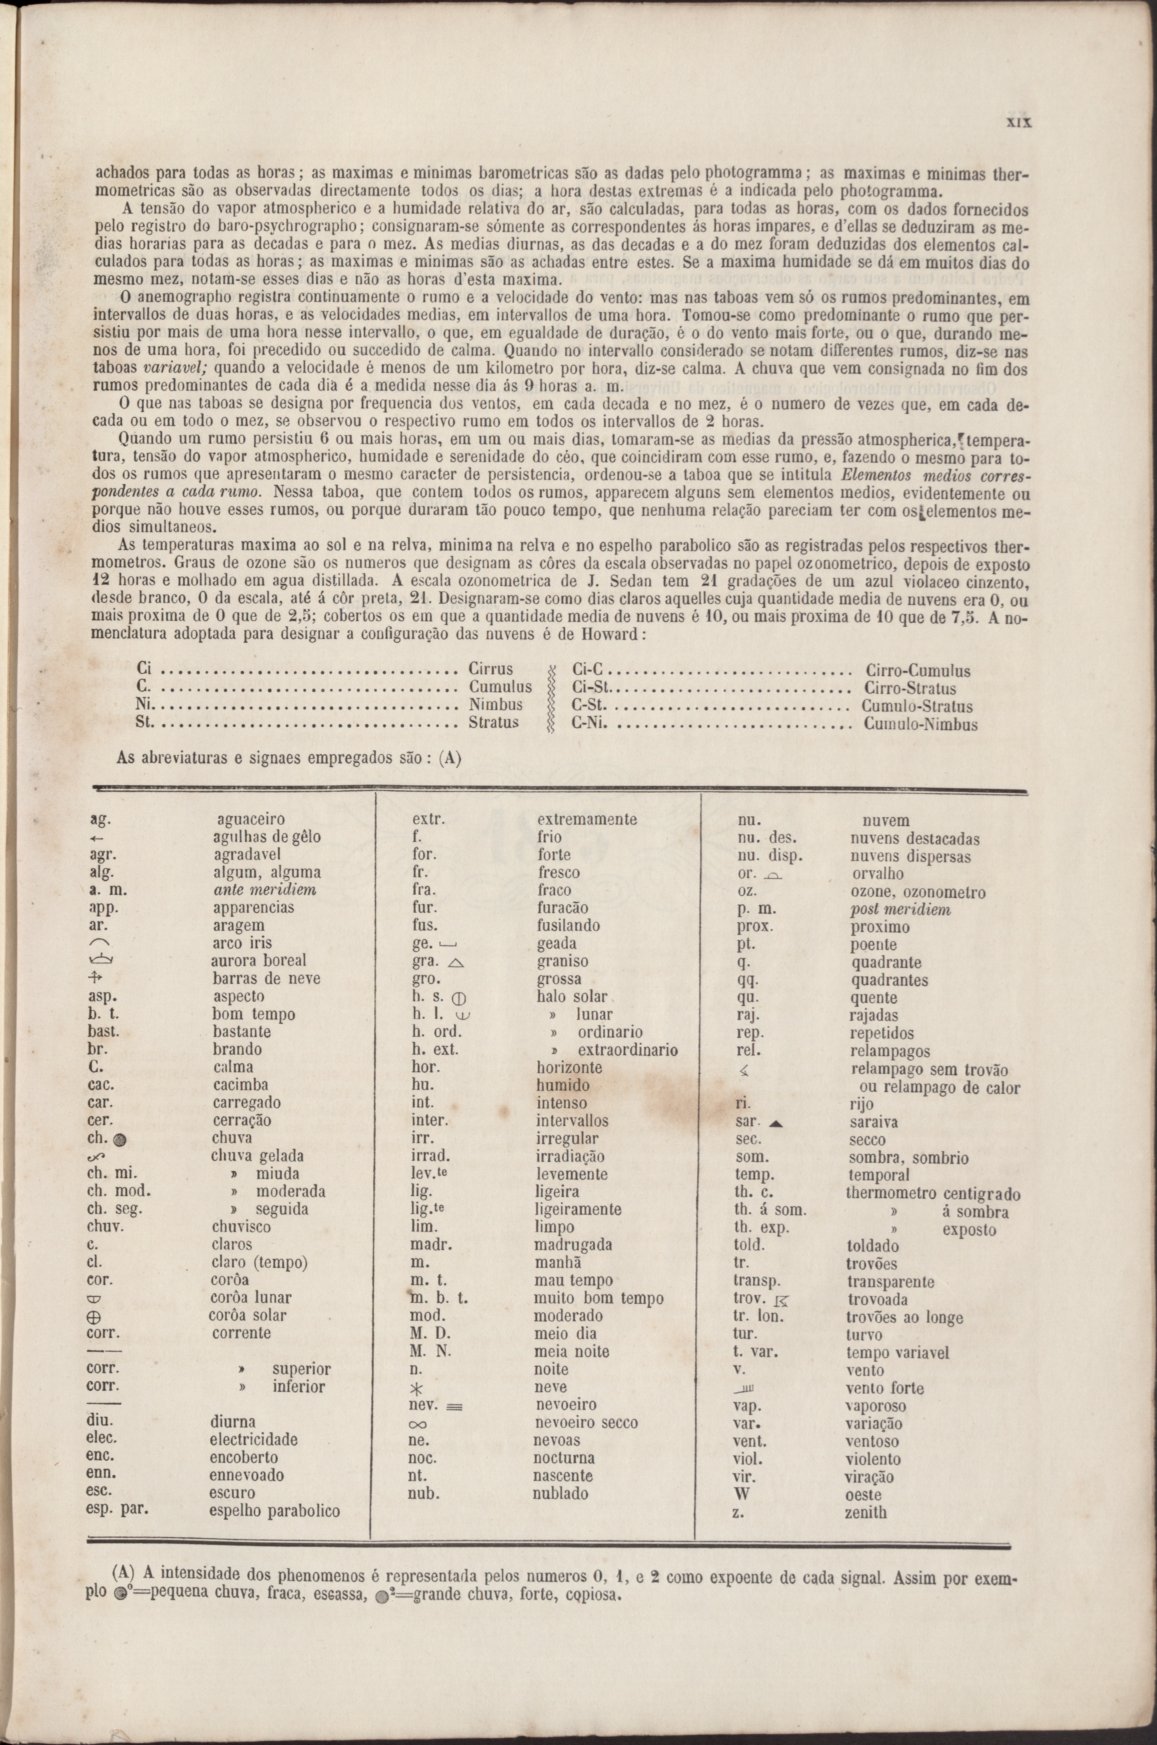 XIX
achados para todas as horas; as maximas e minimas barometricas são as dadas pelo photogramma; as maximas e minimas ther-
mometricas são as observadas directamente todos os dias; a hora destas extremas é a indicada pelo photogramma.
A tensão do vapor atmospherico e a humidade relativa do ar, são calculadas, para todas as horas, com os dados fornecidos
pelo registro do baro-psychrographo; consignaram-se sómente as correspondentes ás horas impares, e d'ellas se deduziram as me-
dias horarias para as decadas e para o mez. As medias diurnas, as das decadas e a do mez foram deduzidas dos elementos cal-
culados para todas as horas; as maximas e minimas são as achadas entre estes. Se a maxima humidade se dá em muitos dias do
mesmo mez, notam-se esses dias e não as horas d'esta maxima.
O anemographo registra continuamente o rumo e a velocidade do vento: mas nas taboas vem só os rumos predominantes, em
intervallos de duas horas, e as velocidades medias, em intervallos de uma hora. Tomou-se como predominante o rumo que per-
sistiu por mais de uma hora nesse intervallo, o que, em egualdade de duração, é o do vento mais forte, ou o que, durando me-
nos de uma hora, foi precedido ou succedido de calma. Quando no intervallo considerado se notam differentes rumos, diz-se nas
taboas variavel; quando a velocidade é menos de um kilometro por hora, diz-se calma. A chuva que vem consignada no fim dos
rumos predominantes de cada dia é a medida nesse dia ás 9 horas a. m.
O que nas taboas se designa por frequencia dos ventos, em cada decada e no mez, é o numero de vezes que, em cada de-
cada ou em todo o mez, se observou o respectivo rumo em todos os intervallos de 2 horas.
Quando um rumo persistiu 6 ou mais horas, em um ou mais dias, tomaram-se as medias da pressão atmospherica, tempera-
tura, tensão do vapor atmospherico, humidade e serenidade do céo, que coincidiram com esse rumo, e, fazendo o mesmo para to-
dos os rumos que apresentaram o mesmo caracter de persistencia, ordenou-se a taboa que se intitula Elementos medios corres-
pondentes a cada rumo. Nessa taboa, que contem todos os rumos, apparecem alguns sem elementos medios, evidentemente ou
porque não houve esses rumos, ou porque duraram tão pouco tempo, que nenhuma relação pareciam ter com os elementos me-
dios simultaneos.
As temperaturas maxima ao sol e na relva, minima na relva e no espelho parabolico são as registradas pelos respectivos ther-
mometros. Graus de ozone são os numeros que designam as côres da escala observadas no papel ozonometrico, depois de exposto
12 horas e molhado em agua distillada. A escala ozonometrica de J. Sedan tem 21 gradações de um azul violaceo cinzento,
desde branco, 0 da escala, até á côr preta, 21. Designaram-se como dias claros aquelles cuja quantidade media de nuvens era 0, ou
mais proxima de 0 que de 2,5; cobertos os em que a quantidade media de nuvens é 10, ou mais proxima de 10 que de 7,5. A no-
menclatura adoptada para designar a configuração das nuvens é de Howard:
Ci .................................. Cirrus
C. .................................. Cumulus
Ni. .................................. Nimbus
St. .................................. Stratus
Ci-C ............................ Cirro-Cumulus
Ci-St. ............................ Cirro-Stratus
C-St. ............................ Cumulo-Stratus
C-Ni. ............................ Cumulo-Nimbus
As abreviaturas e signaes empregados são: (A)
ag. aguaceiro
← agulhas de gêlo
agr. agradavel
alg. algum, alguma
a. m. ante meridiem
app. apparencias
ar. aragem
arco iris
aurora boreal
barras de neve
asp. aspecto
b. t. bom tempo
bast. bastante
br. brando
C. calma
cac. cacimba
car. carregado
cer. cerração
ch. chuva
chuva gelada
ch. mi. » miuda
ch. mod. » moderada
ch. seg. » seguida
chuv. chuvisco
c. claros
cl. claro (tempo)
cor. corôa
corôa lunar
⊕ corôa solar
corr. corrente
corr. » superior
corr. » inferior
diu. diurna
elec. electricidade
enc. encoberto
enn. ennevoado
esc. escuro
esp. par. espelho parabolico
extr. extremamente
f. frio
for. forte
fr. fresco
fra. fraco
fur. furacão
fus. fusilando
ge. geada
gra. △ graniso
gro. grossa
h. s. halo solar
h. l. » lunar
h. ord. » ordinario
h. ext. » extraordinario
hor. horizonte
hu. humido
int. intenso
inter. intervallos
irr. irregular
irrad. irradiação
lev.te levemente
lig. ligeira
lig.te ligeiramente
lim. limpo
madr. madrugada
m. manhã
m. t. mau tempo
m. b. t. muito bom tempo
mod. moderado
M. D. meio dia
M. N. meia noite
n. noite
neve
nev. ≡ nevoeiro
∞ nevoeiro secco
ne. nevoas
noc. nocturna
nt. nascente
nub. nublado
nu. nuvem
nu. des. nuvens destacadas
nu. disp. nuvens dispersas
or. orvalho
oz. ozone, ozonometro
p. m. post meridiem
prox. proximo
pt. poente
q. quadrante
qq. quadrantes
qu. quente
raj. rajadas
rep. repetidos
rel. relampagos
relampago sem trovão
ou relampago de calor
ri. rijo
sar. ▲ saraiva
sec. secco
som. sombra, sombrio
temp. temporal
th. c. thermometro centigrado
th. á som. » á sombra
th. exp. » exposto
told. toldado
tr. trovões
transp. transparente
trov. trovoada
tr. lon. trovões ao longe
tur. turvo
t. var. tempo variavel
v. vento
vento forte
vap. vaporoso
var. variação
vent. ventoso
viol. violento
vir. viração
W oeste
z. zenith
(A) A intensidade dos phenomenos é representada pelos numeros 0, 1, e 2 como expoente de cada signal. Assim por exem-
plo ●⁰=pequena chuva, fraca, escassa, ●²=grande chuva, forte, copiosa.